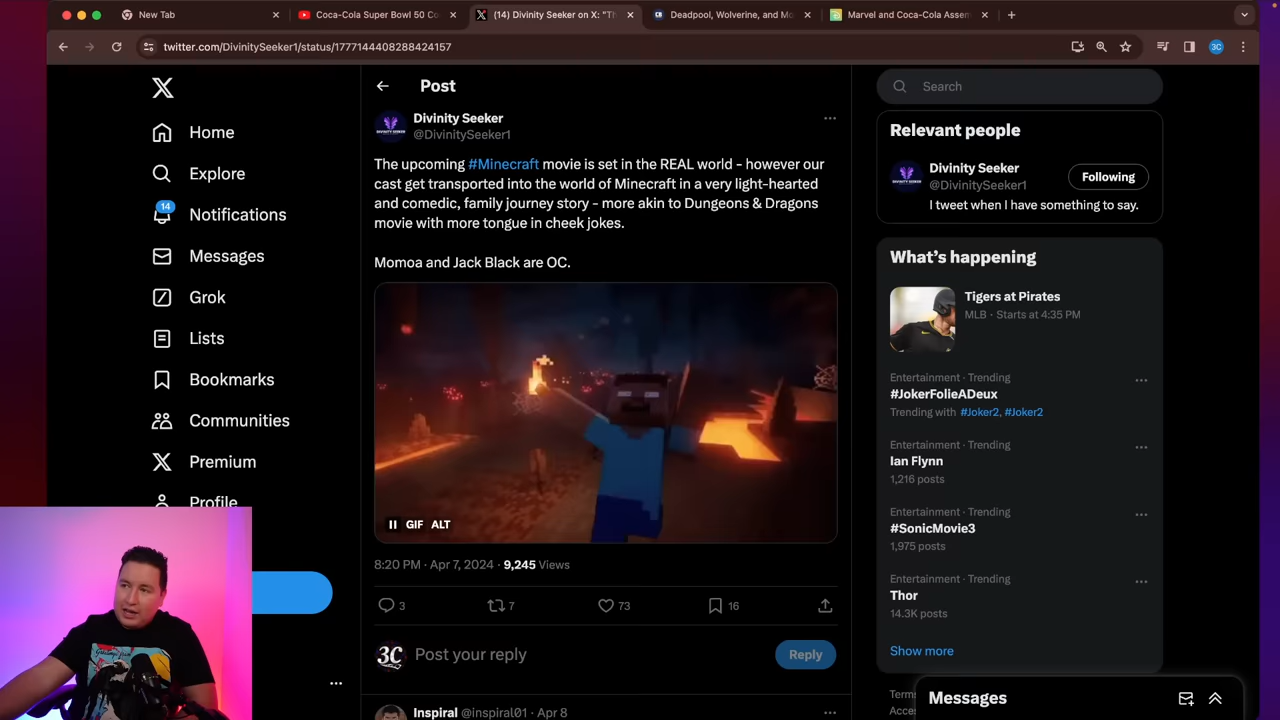 New Tab
Coca-Cola Super Bowl 50 Co
(14) Divinity Seeker on X: "Th
Deadpool, Wolverine, and Mo
Marvel and Coca-Cola Assem
twitter.com/DivinitySeeker1/status/1777144408288424157
3C
Home
Explore
14
Notifications
Messages
Grok
Lists
Bookmarks
Communities
Premium
Profile
Post
Divinity Seeker
@DivinitySeeker1
The upcoming #Minecraft movie is set in the REAL world - however our
cast get transported into the world of Minecraft in a very light-hearted
and comedic, family journey story - more akin to Dungeons & Dragons
movie with more tongue in cheek jokes.
Momoa and Jack Black are OC.
GIF ALT
8:20 PM · Apr 7, 2024 · 9,245 Views
3 7 73 16
3C
Post your reply
Reply
Inspiral @inspiral01 · Apr 8
Search
Relevant people
Divinity Seeker
@DivinitySeeker1
Following
I tweet when I have something to say.
What's happening
Tigers at Pirates
MLB · Starts at 4:35 PM
Entertainment · Trending
#JokerFolieADeux
Trending with #Joker2, #Joker2
Entertainment · Trending
Ian Flynn
1,216 posts
Entertainment · Trending
#SonicMovie3
1,975 posts
Entertainment · Trending
Thor
14.3K posts
Show more
Terms
Messages